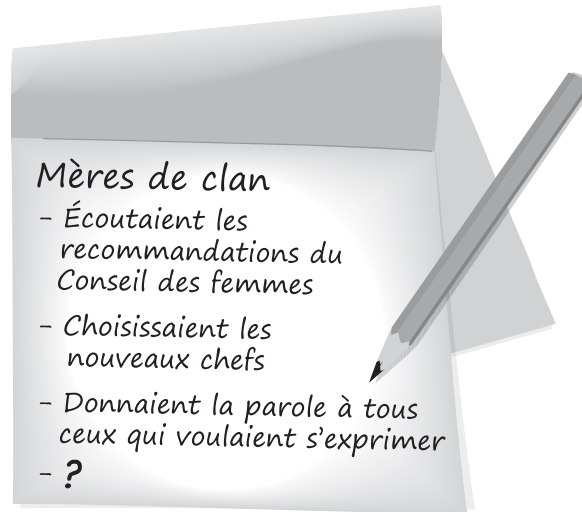 Mères de clan
- Écoutaient les
recommandations du
Conseil des femmes
- Choisissaient les
nouveaux chefs
- Donnaient la parole à tous
ceux qui voulaient s'exprimer
- ?